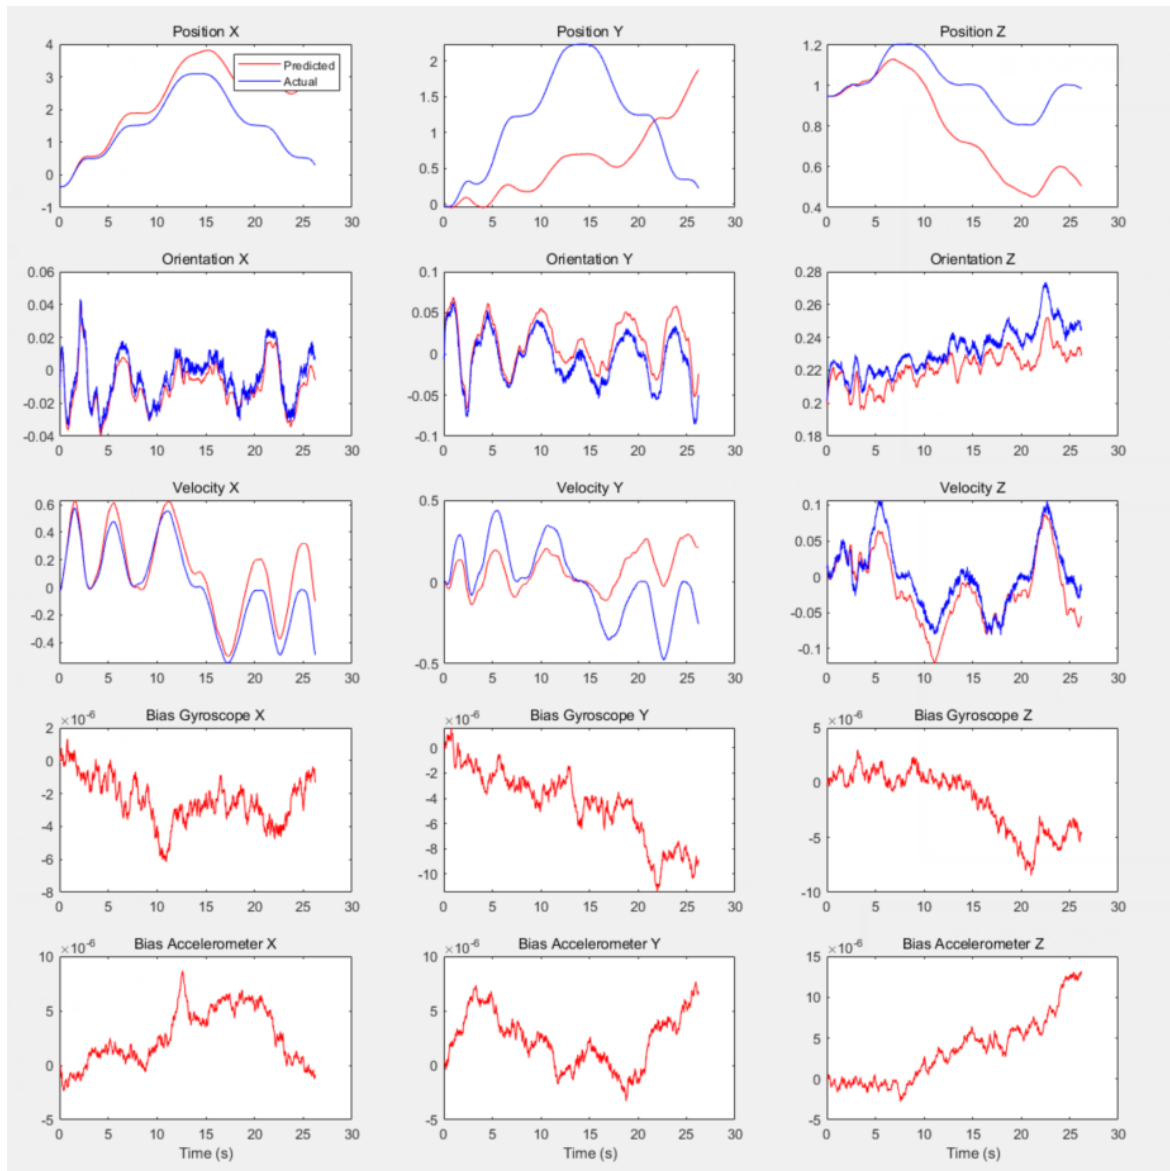 Position X
Position Y
Position Z
4
3
2
1
0
-1
Predicted
Actual
0 5 10 15 20 25 30
2
1.5
1
0.5
0
0 5 10 15 20 25 30
1.2
1
0.8
0.6
0.4
0 5 10 15 20 25 30
Orientation X
Orientation Y
Orientation Z
0.06
0.04
0.02
0
-0.02
-0.04
0 5 10 15 20 25 30
0.1
0.05
0
-0.05
-0.1
0 5 10 15 20 25 30
0.28
0.26
0.24
0.22
0.2
0.18
0 5 10 15 20 25 30
Velocity X
Velocity Y
Velocity Z
0.6
0.4
0.2
0
-0.2
-0.4
0 5 10 15 20 25 30
0.5
0
-0.5
0 5 10 15 20 25 30
0.1
0.05
0
-0.05
-0.1
0 5 10 15 20 25 30
Bias Gyroscope X
Bias Gyroscope Y
Bias Gyroscope Z
×10⁻⁶
2
0
-2
-4
-6
-8
0 5 10 15 20 25 30
×10⁻⁶
0
-2
-4
-6
-8
-10
0 5 10 15 20 25 30
×10⁻⁶
5
0
-5
-10
0 5 10 15 20 25 30
Bias Accelerometer X
Bias Accelerometer Y
Bias Accelerometer Z
×10⁻⁶
10
5
0
-5
0 5 10 15 20 25 30
Time (s)
×10⁻⁶
10
5
0
-5
0 5 10 15 20 25 30
Time (s)
×10⁻⁶
15
10
5
0
-5
0 5 10 15 20 25 30
Time (s)